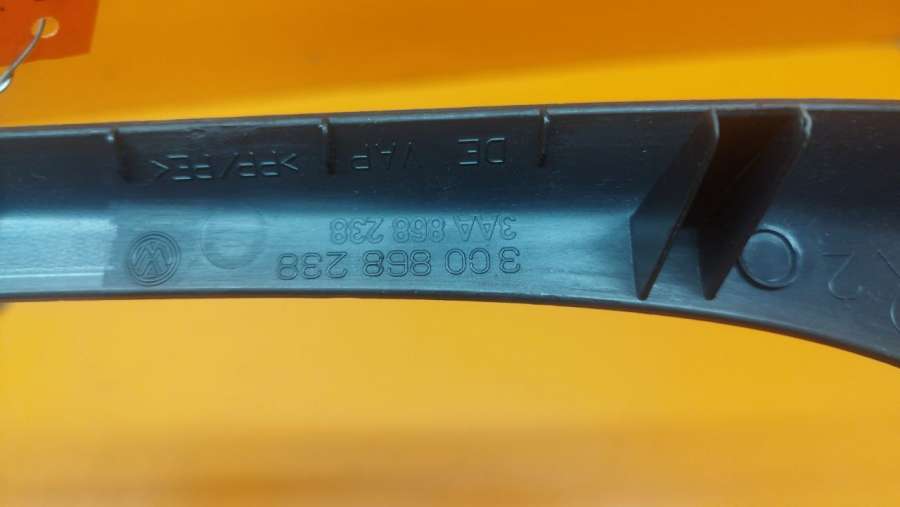 3C0 868 238
3AA 868 238
DE VAP >PP/PE<